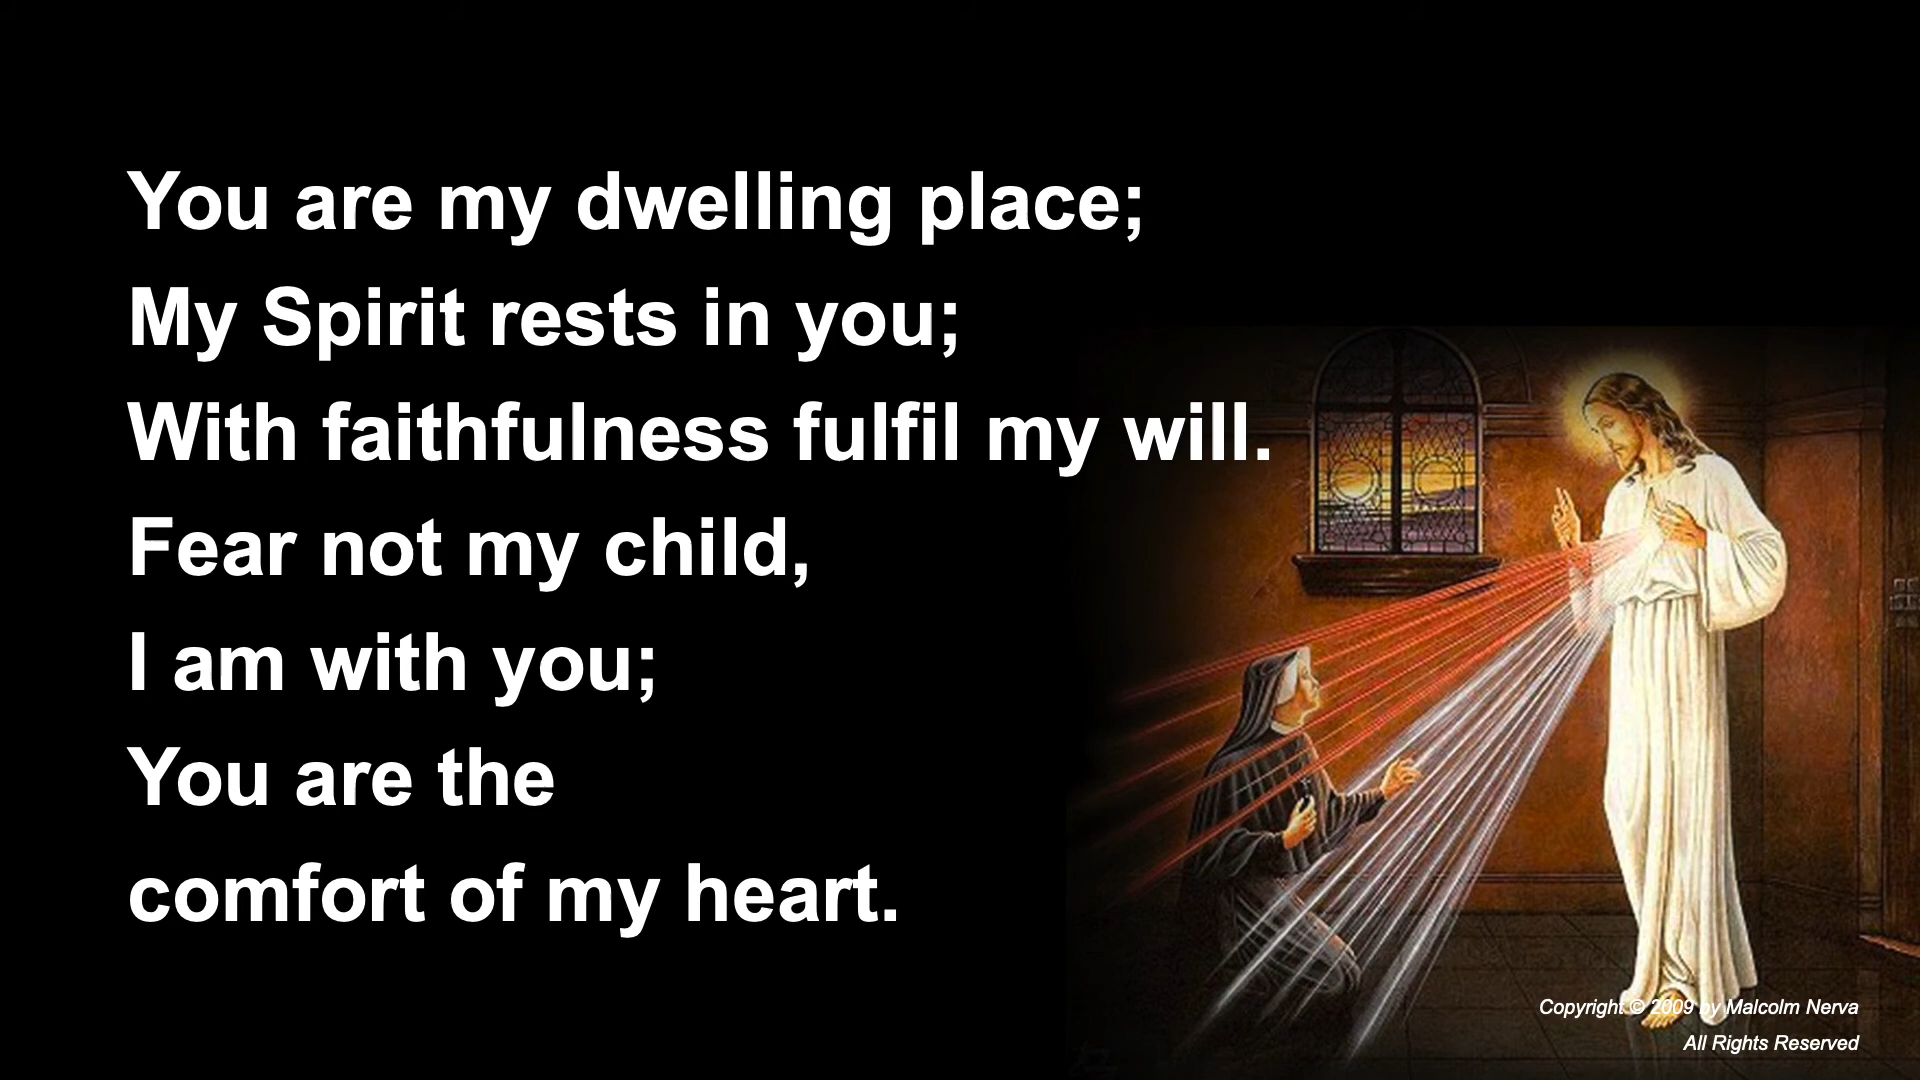 You are my dwelling place;
My Spirit rests in you;
With faithfulness fulfil my will.
Fear not my child,
I am with you;
You are the
comfort of my heart.
Copyright © 2009 by Malcolm Nerva
All Rights Reserved